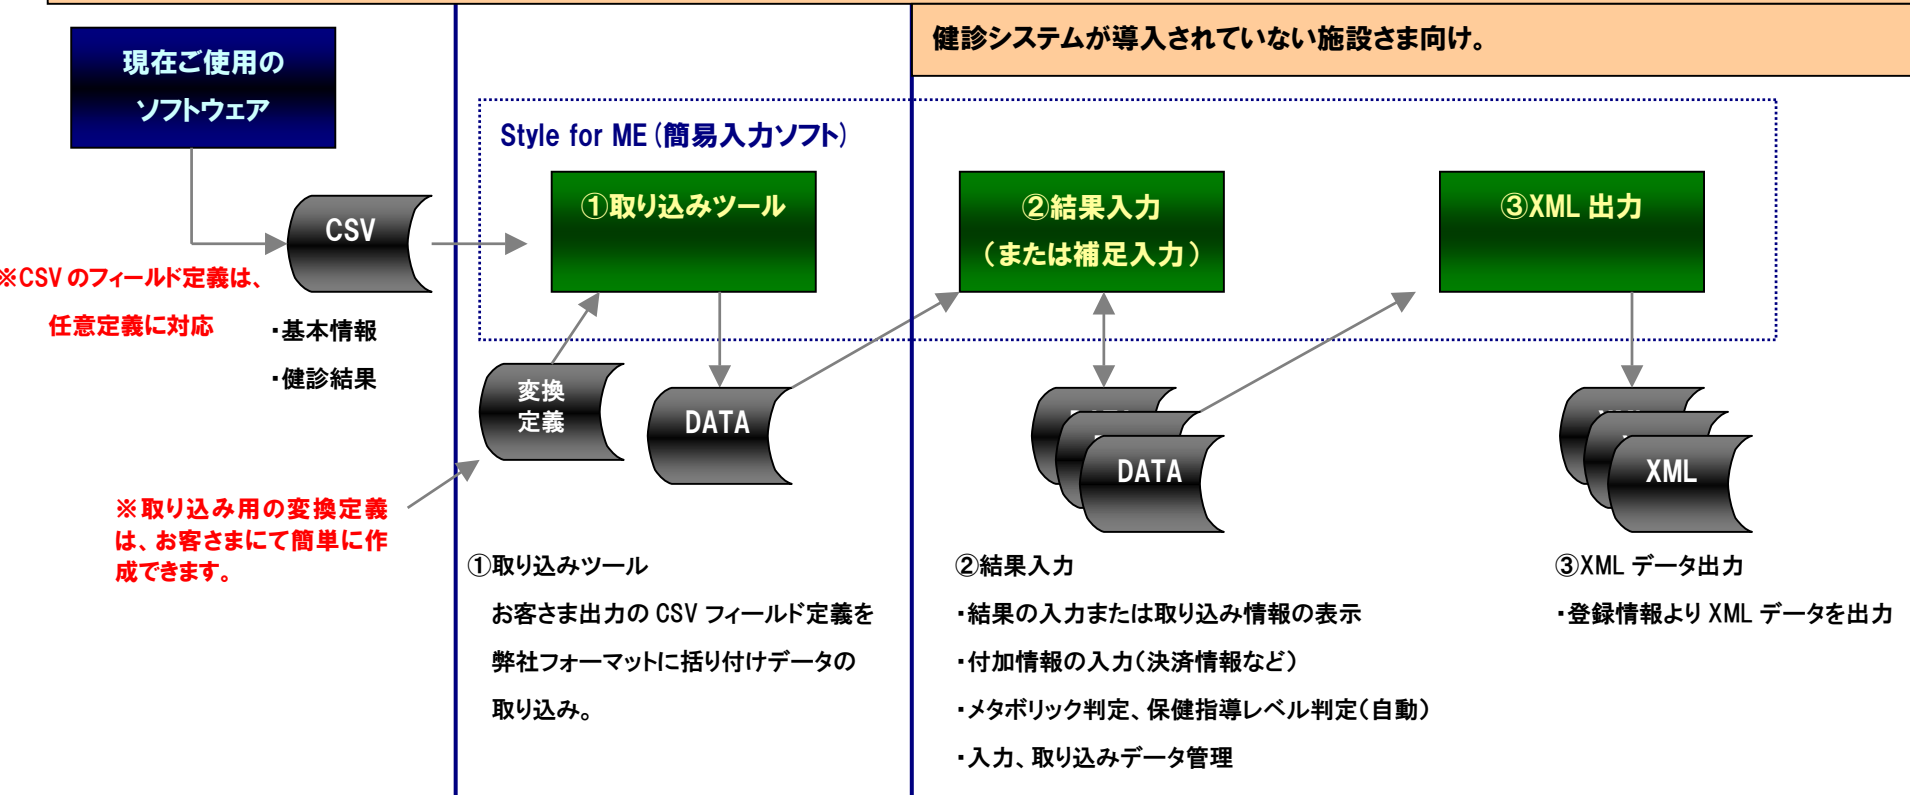 健診システムが導入されていない施設さま向け。
現在ご使用の
ソフトウェア
Style for ME(簡易入力ソフト)
①取り込みツール
②結果入力
(または補足入力)
③XML 出力
CSV
※CSV のフィールド定義は、
任意定義に対応
・基本情報
・健診結果
変換
定義
DATA
DATA
XML
※取り込み用の変換定義
は、お客さまにて簡単に作
成できます。
①取り込みツール
お客さま出力の CSV フィールド定義を
弊社フォーマットに括り付けデータの
取り込み。
②結果入力
・結果の入力または取り込み情報の表示
・付加情報の入力(決済情報など)
・メタボリック判定、保健指導レベル判定(自動)
・入力、取り込みデータ管理
③XML データ出力
・登録情報より XML データを出力